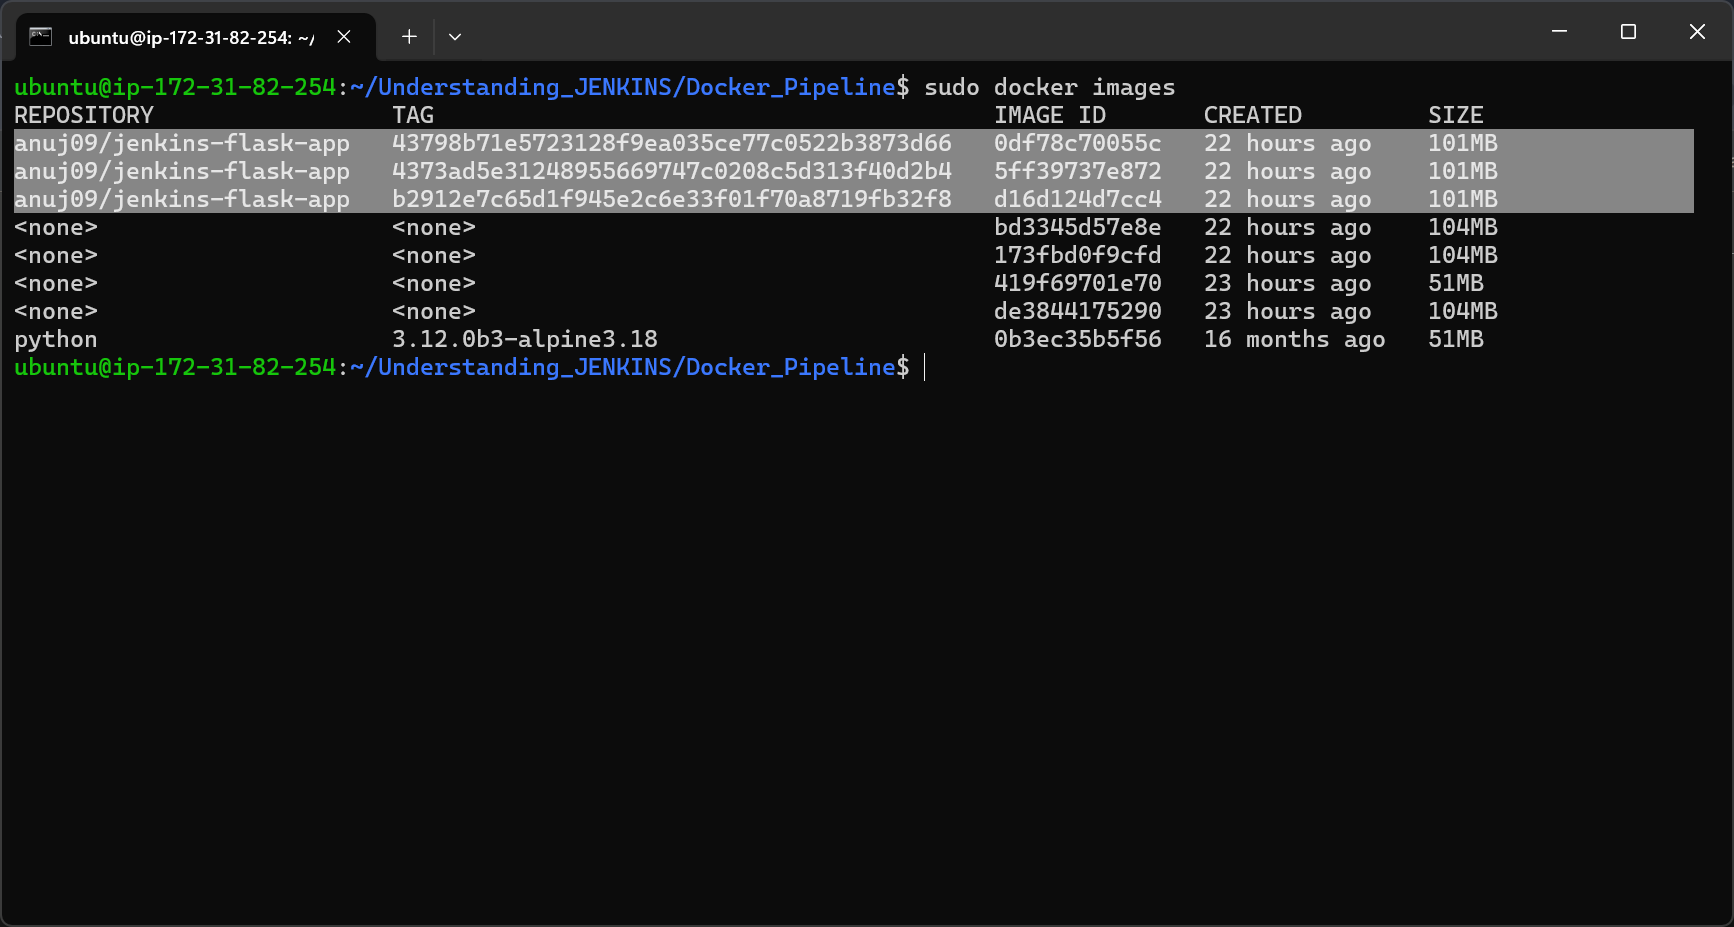 ubuntu@ip-172-31-82-254: ~/
ubuntu@ip-172-31-82-254:~/Understanding_JENKINS/Docker_Pipeline$ sudo docker images
REPOSITORY TAG IMAGE ID CREATED SIZE
anuj09/jenkins-flask-app 43798b71e5723128f9ea035ce77c0522b3873d66 0df78c70055c 22 hours ago 101MB
anuj09/jenkins-flask-app 4373ad5e31248955669747c0208c5d313f40d2b4 5ff39737e872 22 hours ago 101MB
anuj09/jenkins-flask-app b2912e7c65d1f945e2c6e33f01f70a8719fb32f8 d16d124d7cc4 22 hours ago 101MB
<none> <none> bd3345d57e8e 22 hours ago 104MB
<none> <none> 173fbd0f9cfd 22 hours ago 104MB
<none> <none> 419f69701e70 23 hours ago 51MB
<none> <none> de3844175290 23 hours ago 104MB
python 3.12.0b3-alpine3.18 0b3ec35b5f56 16 months ago 51MB
ubuntu@ip-172-31-82-254:~/Understanding_JENKINS/Docker_Pipeline$